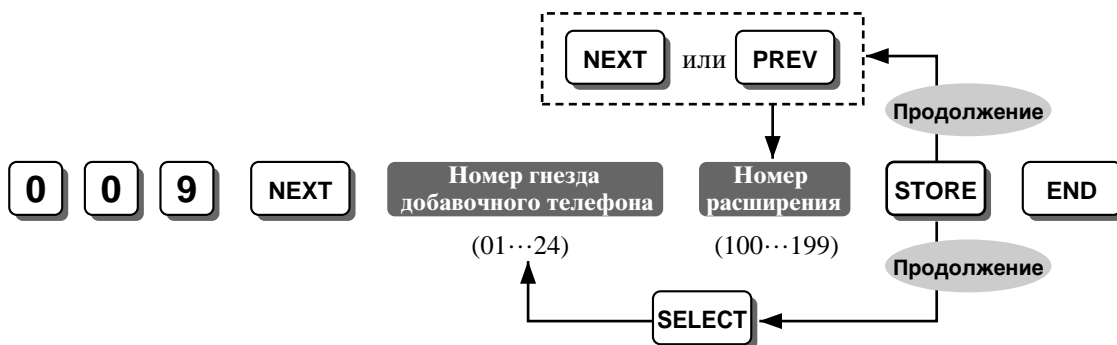 NEXT или PREV
Продолжение
0 0 9 NEXT Номер гнезда добавочного телефона Номер расширения STORE END
(01···24) (100···199)
Продолжение
SELECT